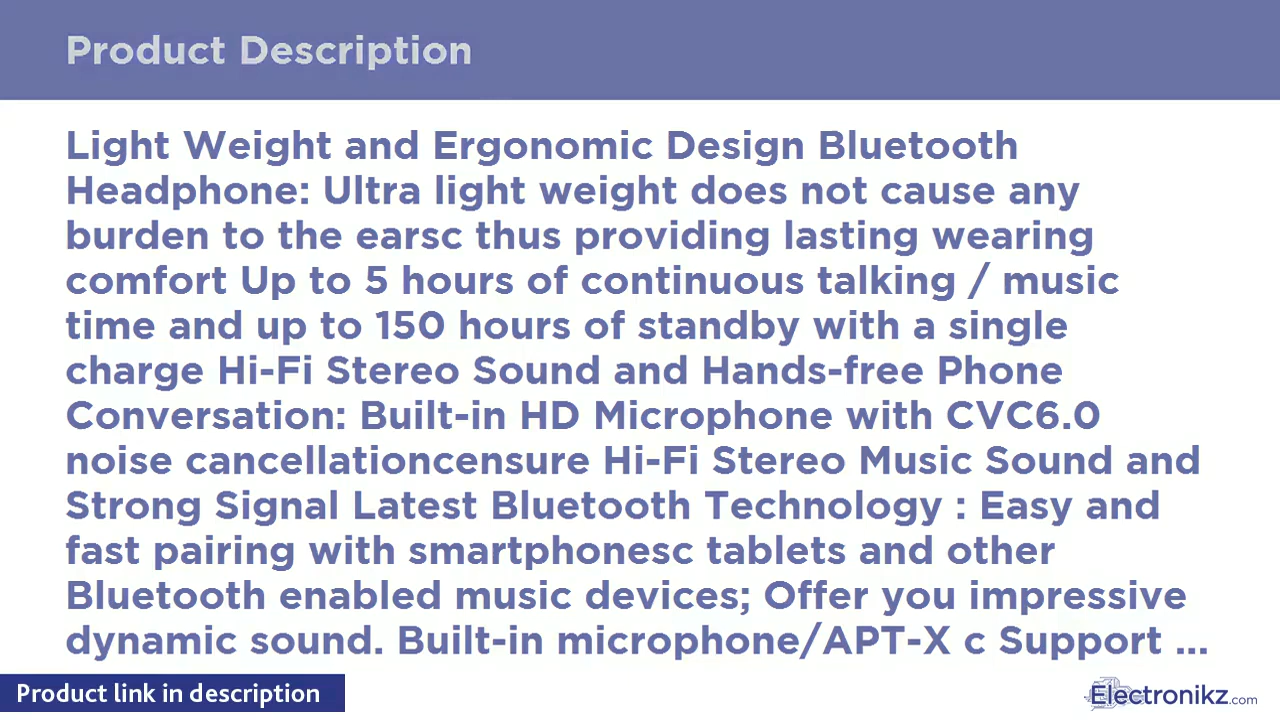 Product Description
Light Weight and Ergonomic Design Bluetooth
Headphone: Ultra light weight does not cause any
burden to the earsc thus providing lasting wearing
comfort Up to 5 hours of continuous talking / music
time and up to 150 hours of standby with a single
charge Hi-Fi Stereo Sound and Hands-free Phone
Conversation: Built-in HD Microphone with CVC6.0
noise cancellationcensure Hi-Fi Stereo Music Sound and
Strong Signal Latest Bluetooth Technology : Easy and
fast pairing with smartphonesc tablets and other
Bluetooth enabled music devices; Offer you impressive
dynamic sound. Built-in microphone/APT-X c Support ...
Product link in description
Electronikz.com